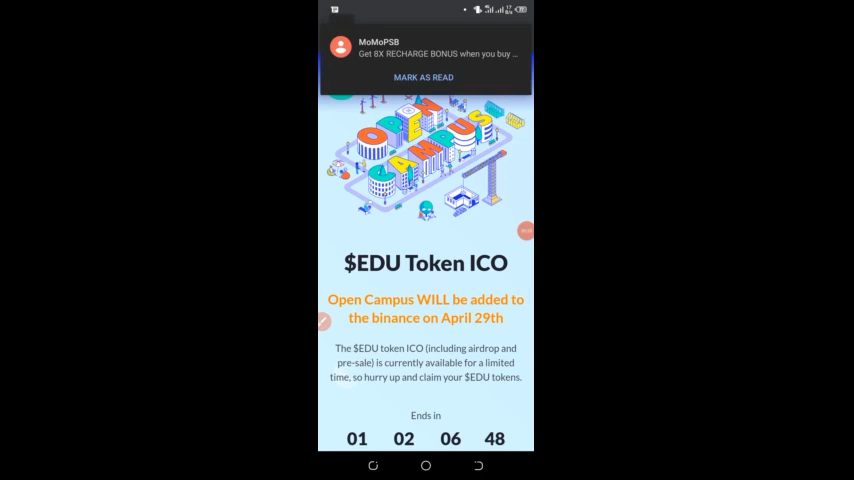 MoMoPSB
Get 8X RECHARGE BONUS when you buy ...
MARK AS READ
OPEN
CAMPUS
$EDU Token ICO
Open Campus WILL be added to
the binance on April 29th
The $EDU token ICO (including airdrop and
pre-sale) is currently available for a limited
time, so hurry up and claim your $EDU tokens.
Ends in
01 02 06 48